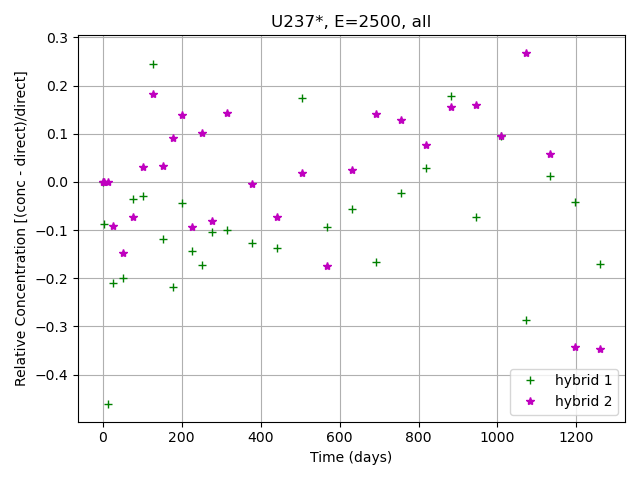 U237*, E=2500, all
0.3
0.2
0.1
0.0
−0.1
−0.2
−0.3
−0.4
Relative Concentration [(conc - direct)/direct]
hybrid 1
hybrid 2
0 200 400 600 800 1000 1200
Time (days)